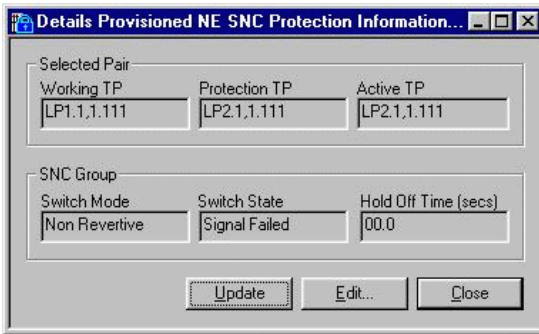 Details Provisioned NE SNC Protection Information...
Selected Pair
Working TP Protection TP Active TP
LP1.1,1.111 LP2.1,1.111 LP2.1,1.111
SNC Group
Switch Mode Switch State Hold Off Time (secs)
Non Revertive Signal Failed 00.0
Update Edit... Close